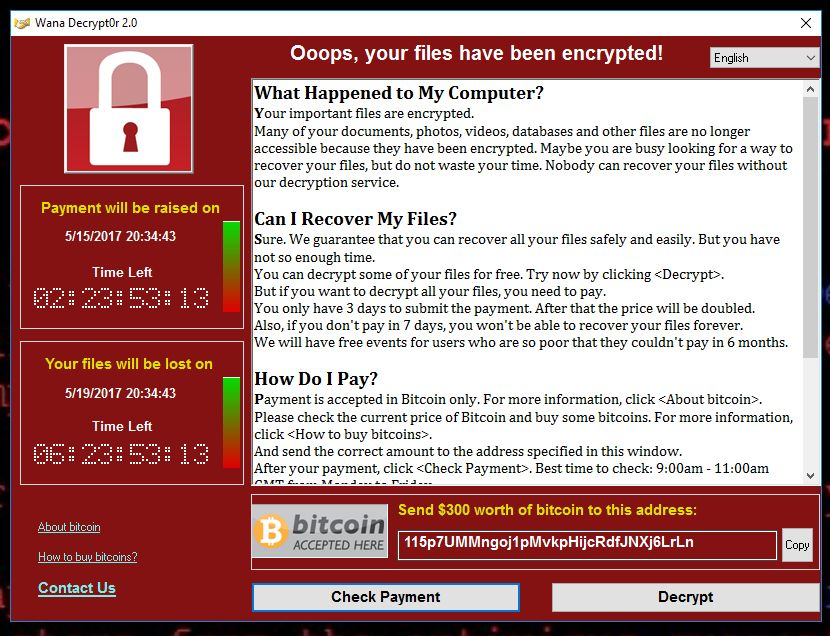 Wana Decrypt0r 2.0
Ooops, your files have been encrypted!
English
What Happened to My Computer?
Your important files are encrypted.
Many of your documents, photos, videos, databases and other files are no longer
accessible because they have been encrypted. Maybe you are busy looking for a way to
recover your files, but do not waste your time. Nobody can recover your files without
our decryption service.
Can I Recover My Files?
Sure. We guarantee that you can recover all your files safely and easily. But you have
not so enough time.
You can decrypt some of your files for free. Try now by clicking <Decrypt>.
But if you want to decrypt all your files, you need to pay.
You only have 3 days to submit the payment. After that the price will be doubled.
Also, if you don't pay in 7 days, you won't be able to recover your files forever.
We will have free events for users who are so poor that they couldn't pay in 6 months.
How Do I Pay?
Payment is accepted in Bitcoin only. For more information, click <About bitcoin>.
Please check the current price of Bitcoin and buy some bitcoins. For more information,
click <How to buy bitcoins>.
And send the correct amount to the address specified in this window.
After your payment, click <Check Payment>. Best time to check: 9:00am - 11:00am
GMT from Monday to Friday.
Payment will be raised on
5/15/2017 20:34:43
Time Left
02:23:53:13
Your files will be lost on
5/19/2017 20:34:43
Time Left
06:23:53:13
About bitcoin
How to buy bitcoins?
Contact Us
bitcoin
ACCEPTED HERE
Send $300 worth of bitcoin to this address:
115p7UMMngoj1pMvkpHijcRdfJNXj6LrLn
Copy
Check Payment
Decrypt